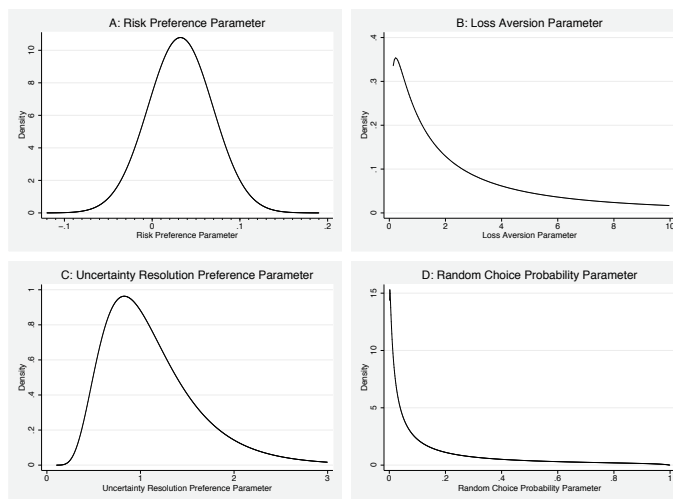 A: Risk Preference Parameter
Density
0 2 4 6 8 10
-.1 0 .1 .2
Risk Preference Parameter
B: Loss Aversion Parameter
Density
0 .1 .2 .3 .4
0 2 4 6 8 10
Loss Aversion Parameter
C: Uncertainty Resolution Preference Parameter
Density
0 .2 .4 .6 .8 1
0 1 2 3
Uncertainty Resolution Preference Parameter
D: Random Choice Probability Parameter
Density
0 5 10 15
0 .2 .4 .6 .8 1
Random Choice Probability Parameter